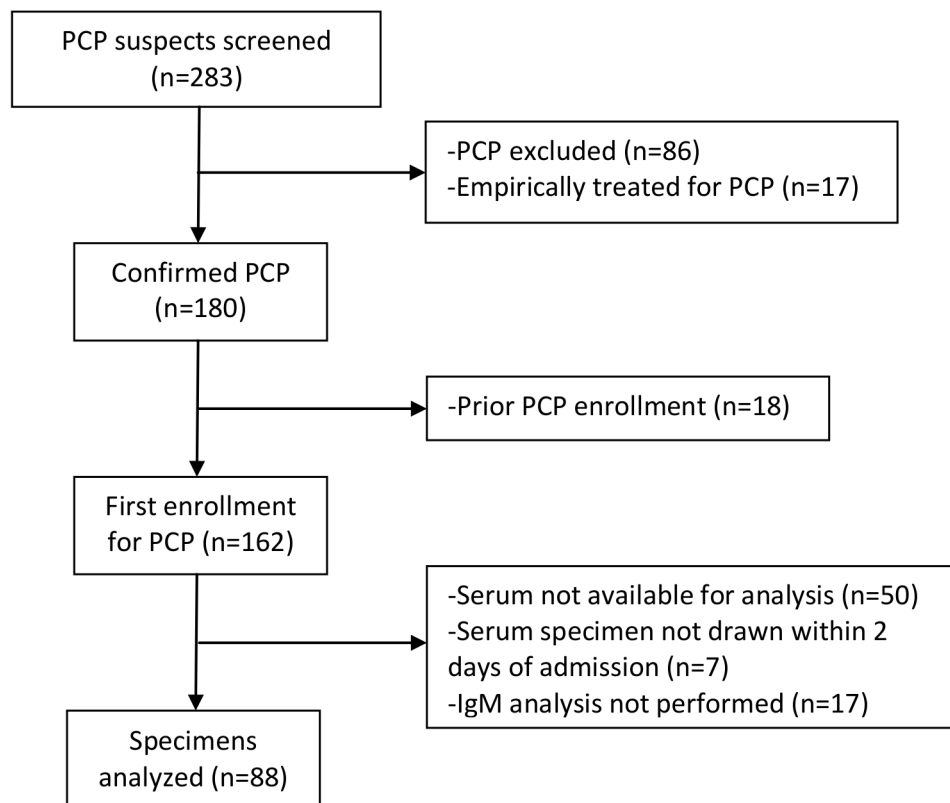 PCP suspects screened
(n=283)
-PCP excluded (n=86)
-Empirically treated for PCP (n=17)
Confirmed PCP
(n=180)
-Prior PCP enrollment (n=18)
First enrollment
for PCP (n=162)
-Serum not available for analysis (n=50)
-Serum specimen not drawn within 2
days of admission (n=7)
-IgM analysis not performed (n=17)
Specimens
analyzed (n=88)